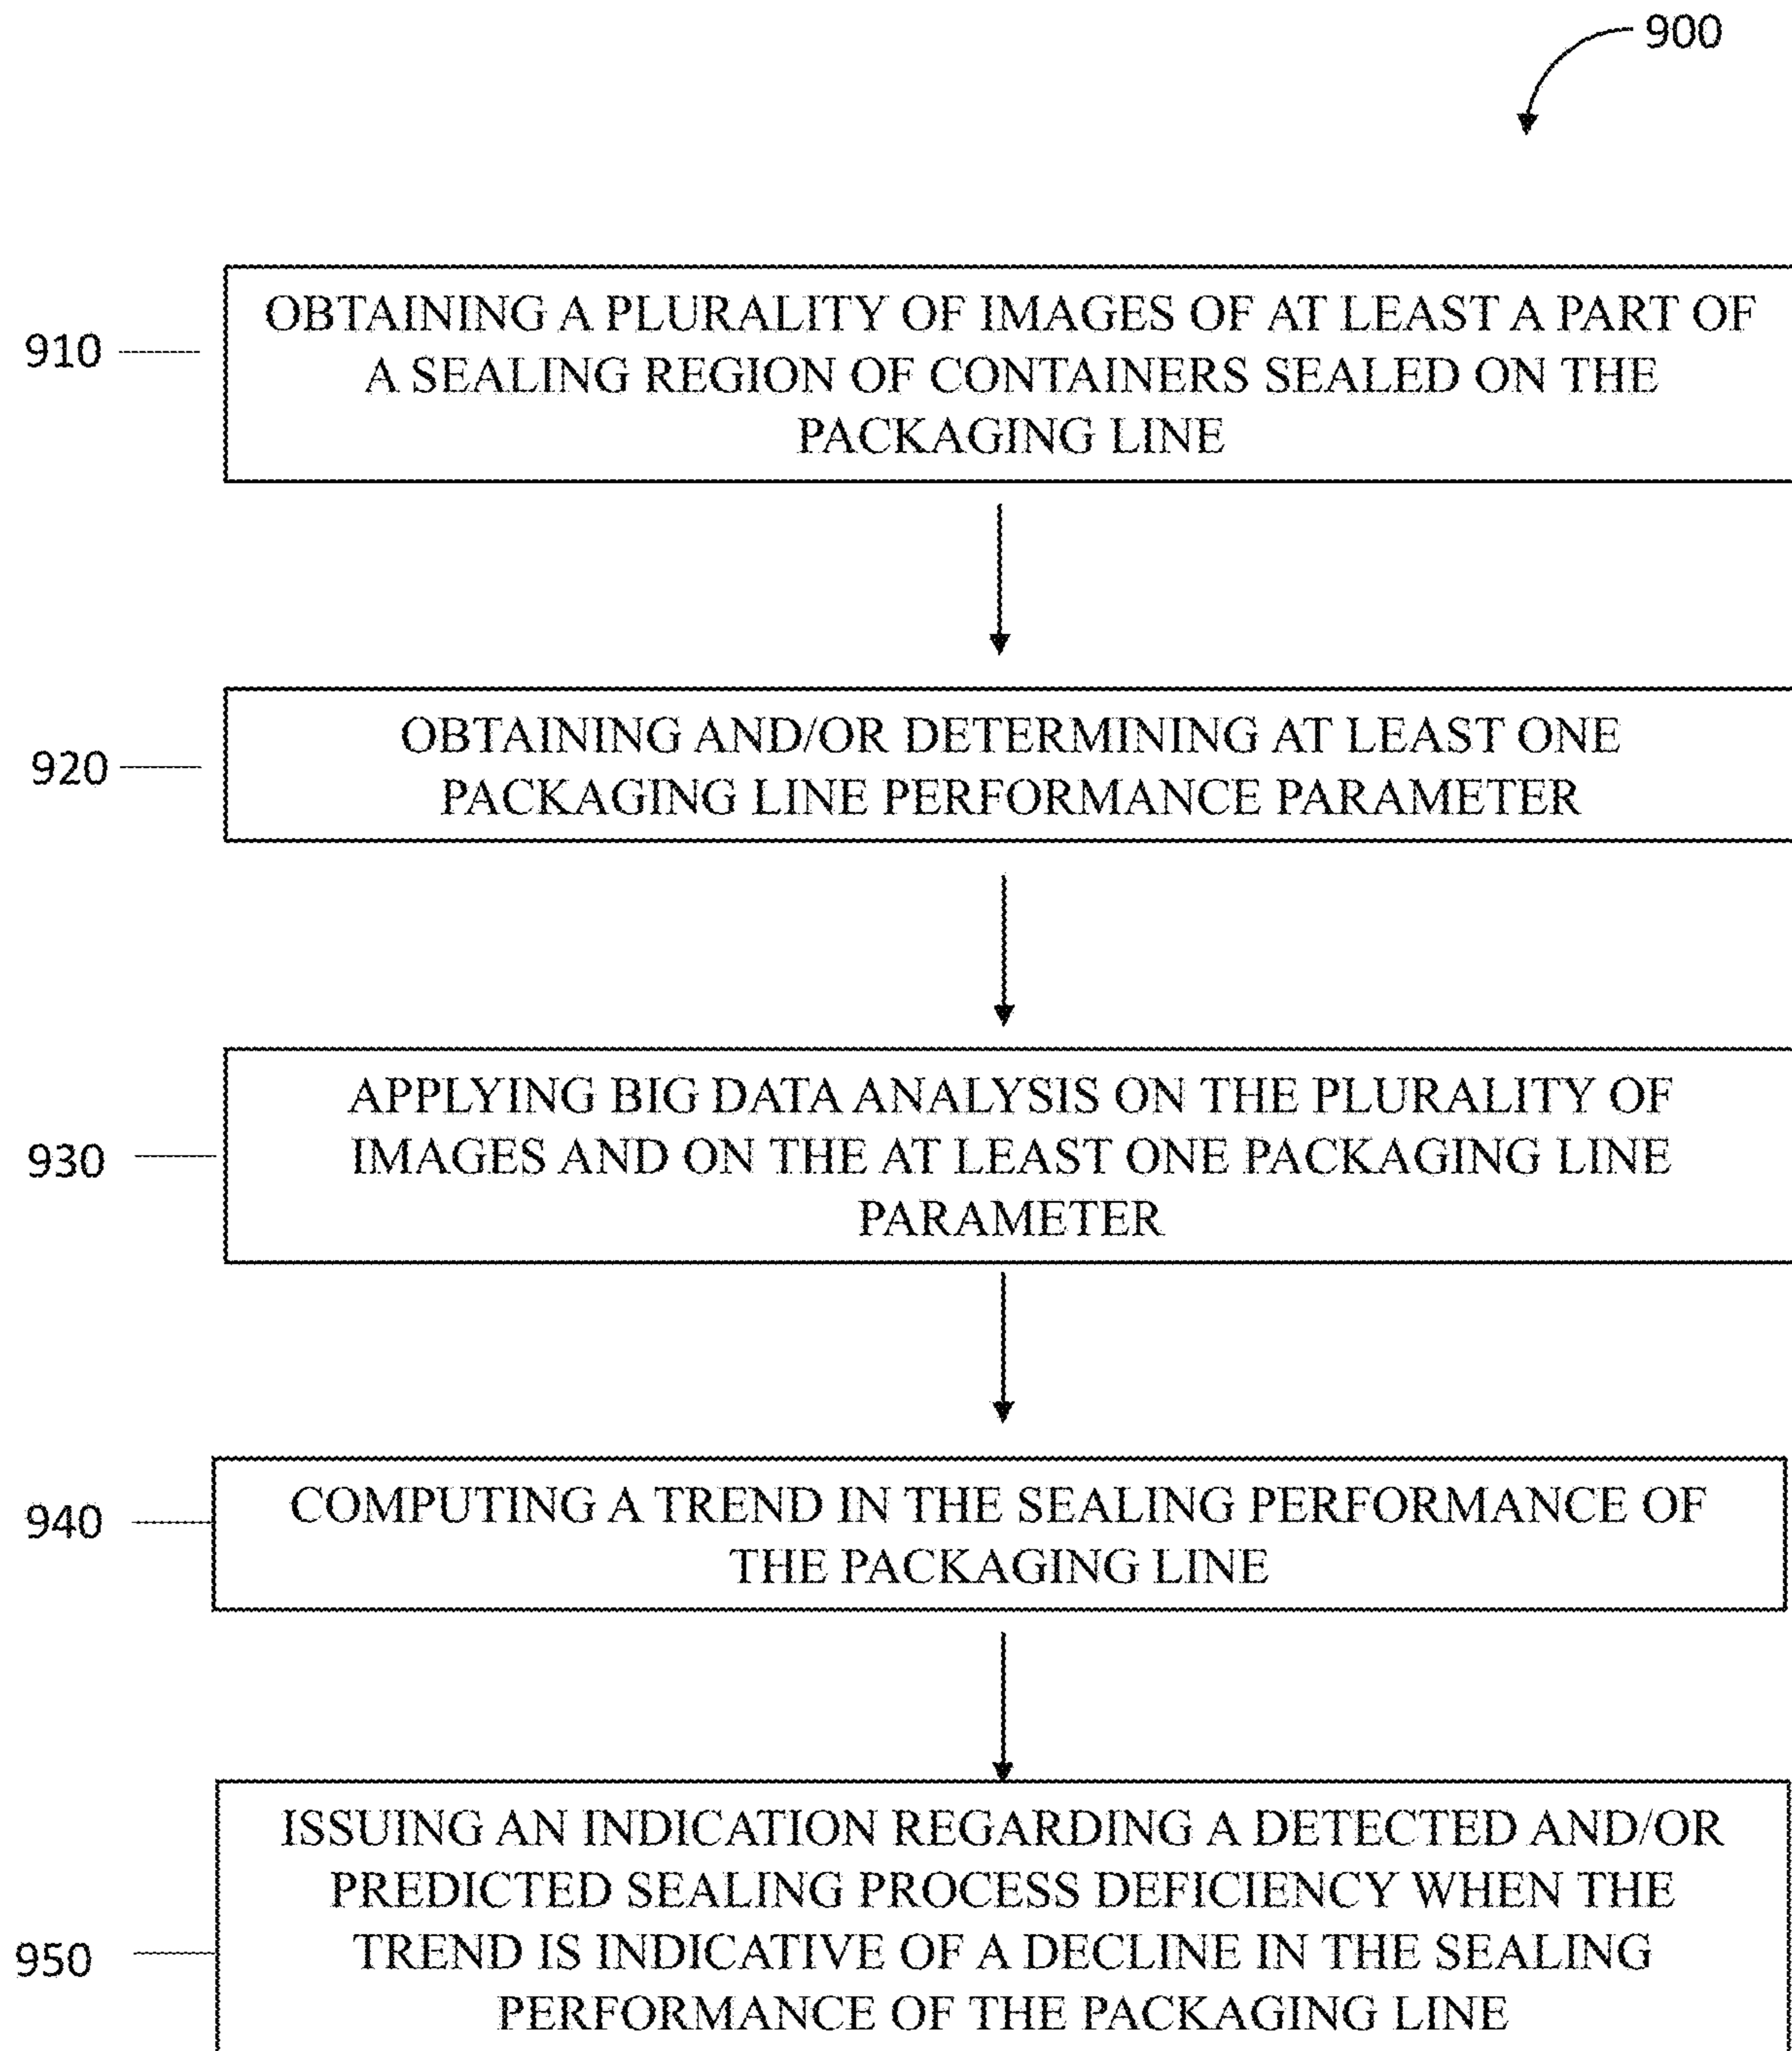 900
910
OBTAINING A PLURALITY OF IMAGES OF AT LEAST A PART OF
A SEALING REGION OF CONTAINERS SEALED ON THE
PACKAGING LINE
920
OBTAINING AND/OR DETERMINING AT LEAST ONE
PACKAGING LINE PERFORMANCE PARAMETER
930
APPLYING BIG DATA ANALYSIS ON THE PLURALITY OF
IMAGES AND ON THE AT LEAST ONE PACKAGING LINE
PARAMETER
940
COMPUTING A TREND IN THE SEALING PERFORMANCE OF
THE PACKAGING LINE
950
ISSUING AN INDICATION REGARDING A DETECTED AND/OR
PREDICTED SEALING PROCESS DEFICIENCY WHEN THE
TREND IS INDICATIVE OF A DECLINE IN THE SEALING
PERFORMANCE OF THE PACKAGING LINE